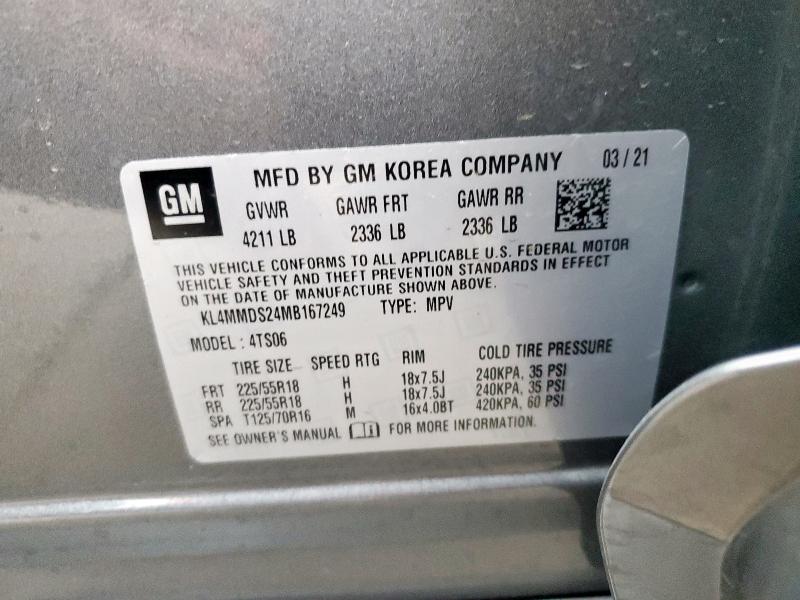 GM
MFD BY GM KOREA COMPANY 03 / 21
GVWR GAWR FRT GAWR RR
4211 LB 2336 LB 2336 LB
THIS VEHICLE CONFORMS TO ALL APPLICABLE U.S. FEDERAL MOTOR
VEHICLE SAFETY AND THEFT PREVENTION STANDARDS IN EFFECT
ON THE DATE OF MANUFACTURE SHOWN ABOVE.
KL4MMDS24MB167249 TYPE: MPV
MODEL : 4TS06
TIRE SIZE SPEED RTG RIM COLD TIRE PRESSURE
FRT 225/55R18 H 18x7.5J 240KPA, 35 PSI
RR 225/55R18 H 18x7.5J 240KPA, 35 PSI
SPA T125/70R16 M 16x4.0BT 420KPA, 60 PSI
SEE OWNER'S MANUAL FOR MORE INFORMATION.